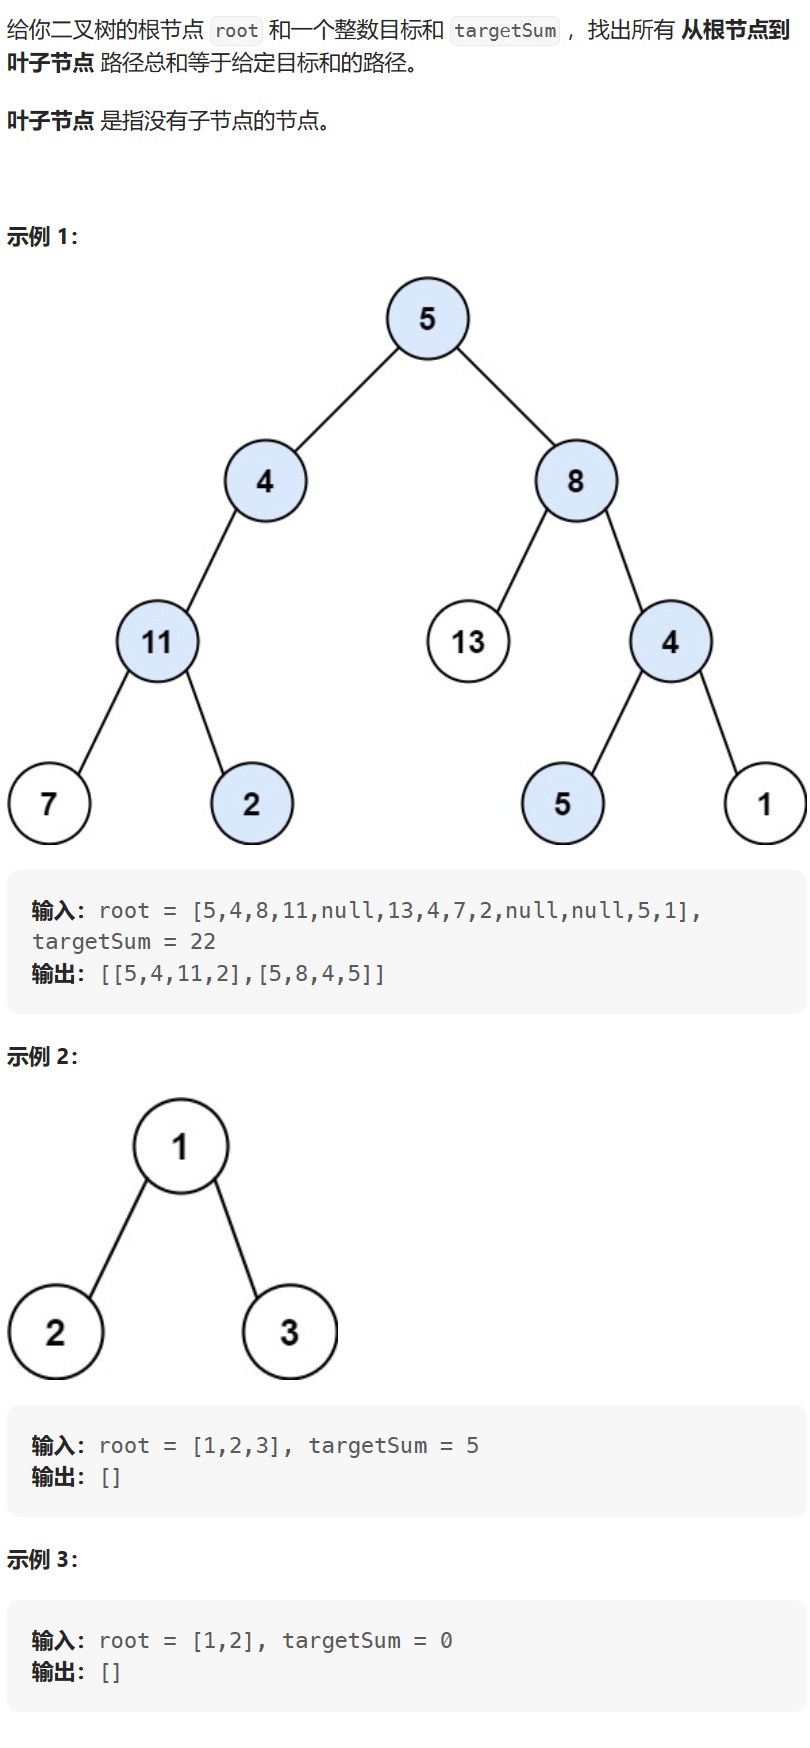 给你二叉树的根节点 root 和一个整数目标和 targetSum ，找出所有 从根节点到
叶子节点 路径总和等于给定目标和的路径。
叶子节点 是指没有子节点的节点。
示例 1：
5
4 8
11 13 4
7 2 5 1
输入：root = [5,4,8,11,null,13,4,7,2,null,null,5,1],
targetSum = 22
输出：[[5,4,11,2],[5,8,4,5]]
示例 2：
1
2 3
输入：root = [1,2,3], targetSum = 5
输出：[]
示例 3：
输入：root = [1,2], targetSum = 0
输出：[]